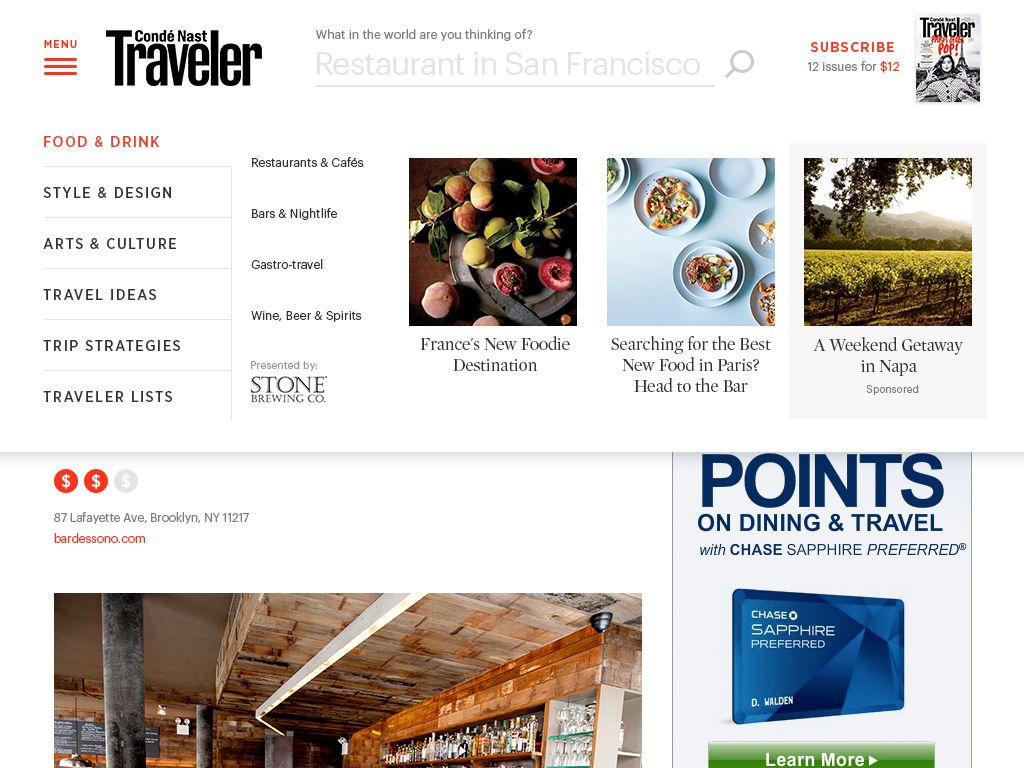 MENU
Condé Nast
Traveler
What in the world are you thinking of?
Restaurant in San Francisco
SUBSCRIBE
12 issues for $12
Condé Nast
Traveler
POP!
FOOD & DRINK
STYLE & DESIGN
ARTS & CULTURE
TRAVEL IDEAS
TRIP STRATEGIES
TRAVELER LISTS
Restaurants & Cafés
Bars & Nightlife
Gastro-travel
Wine, Beer & Spirits
Presented by:
STONE
BREWING CO.
France's New Foodie
Destination
Searching for the Best
New Food in Paris?
Head to the Bar
A Weekend Getaway
in Napa
Sponsored
$ $ $
87 Lafayette Ave, Brooklyn, NY 11217
bardessono.com
POINTS
ON DINING & TRAVEL
with CHASE SAPPHIRE PREFERRED®
CHASE
SAPPHIRE
PREFERRED
D. WALDEN
Learn More